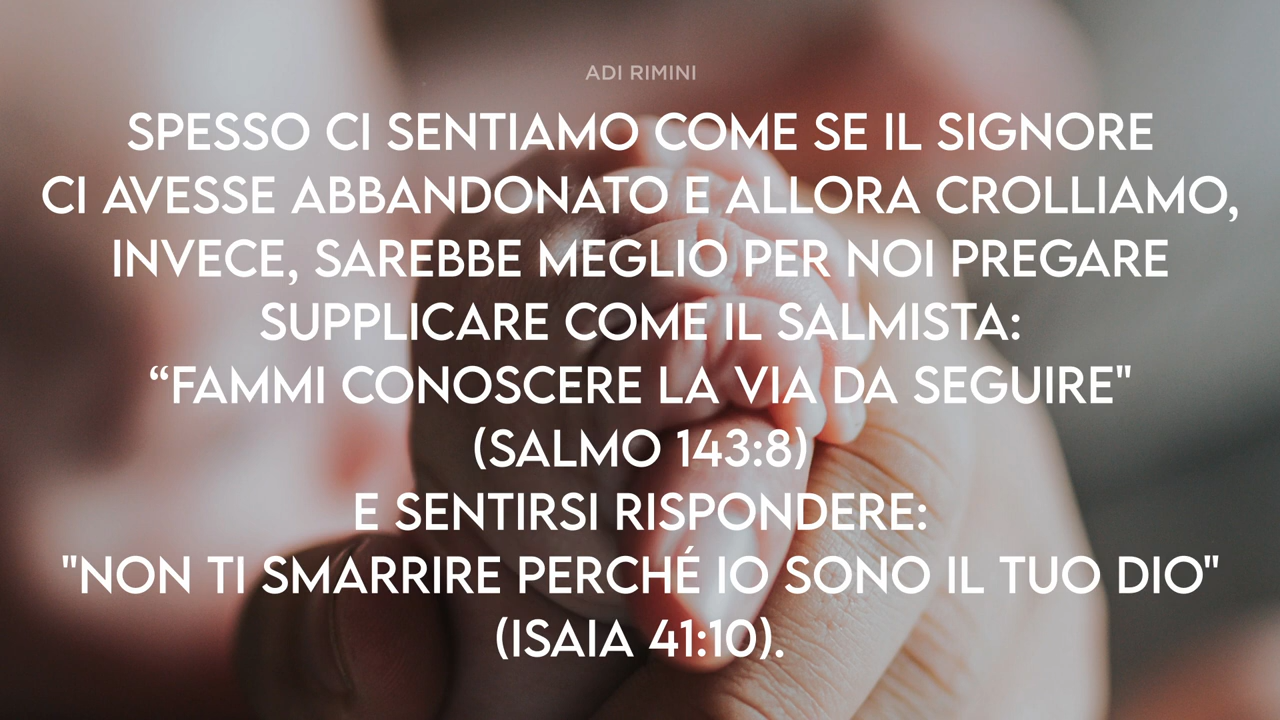 ADI RIMINI
SPESSO CI SENTIAMO COME SE IL SIGNORE
CI AVESSE ABBANDONATO E ALLORA CROLLIAMO,
INVECE, SAREBBE MEGLIO PER NOI PREGARE
SUPPLICARE COME IL SALMISTA:
“FAMMI CONOSCERE LA VIA DA SEGUIRE"
(SALMO 143:8)
E SENTIRSI RISPONDERE:
"NON TI SMARRIRE PERCHÉ IO SONO IL TUO DIO"
(ISAIA 41:10).